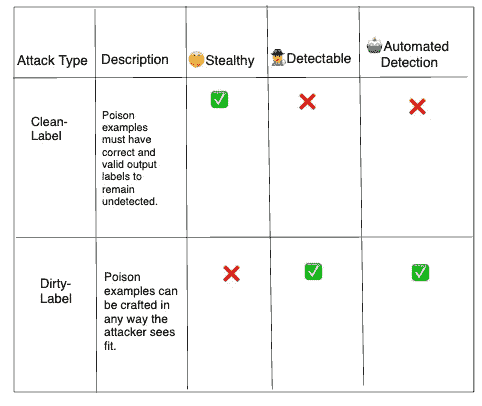 Attack Type
Description
Stealthy
Detectable
Automated
Detection
Clean-
Label
Poison
examples
must have
correct and
valid output
labels to
remain
undetected.
Dirty-
Label
Poison
examples can
be crafted in
any way the
attacker sees
fit.